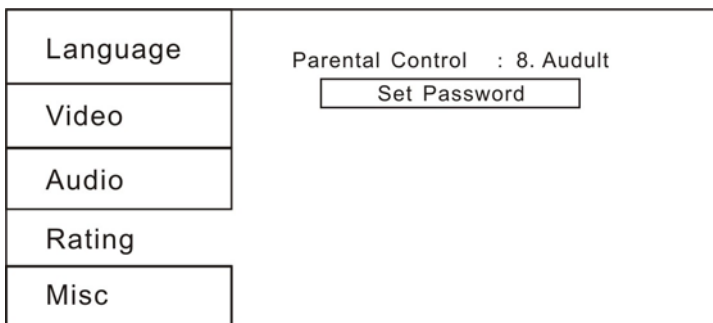 Language
Video
Audio
Rating
Misc
Parental Control : 8. Audult
Set Password